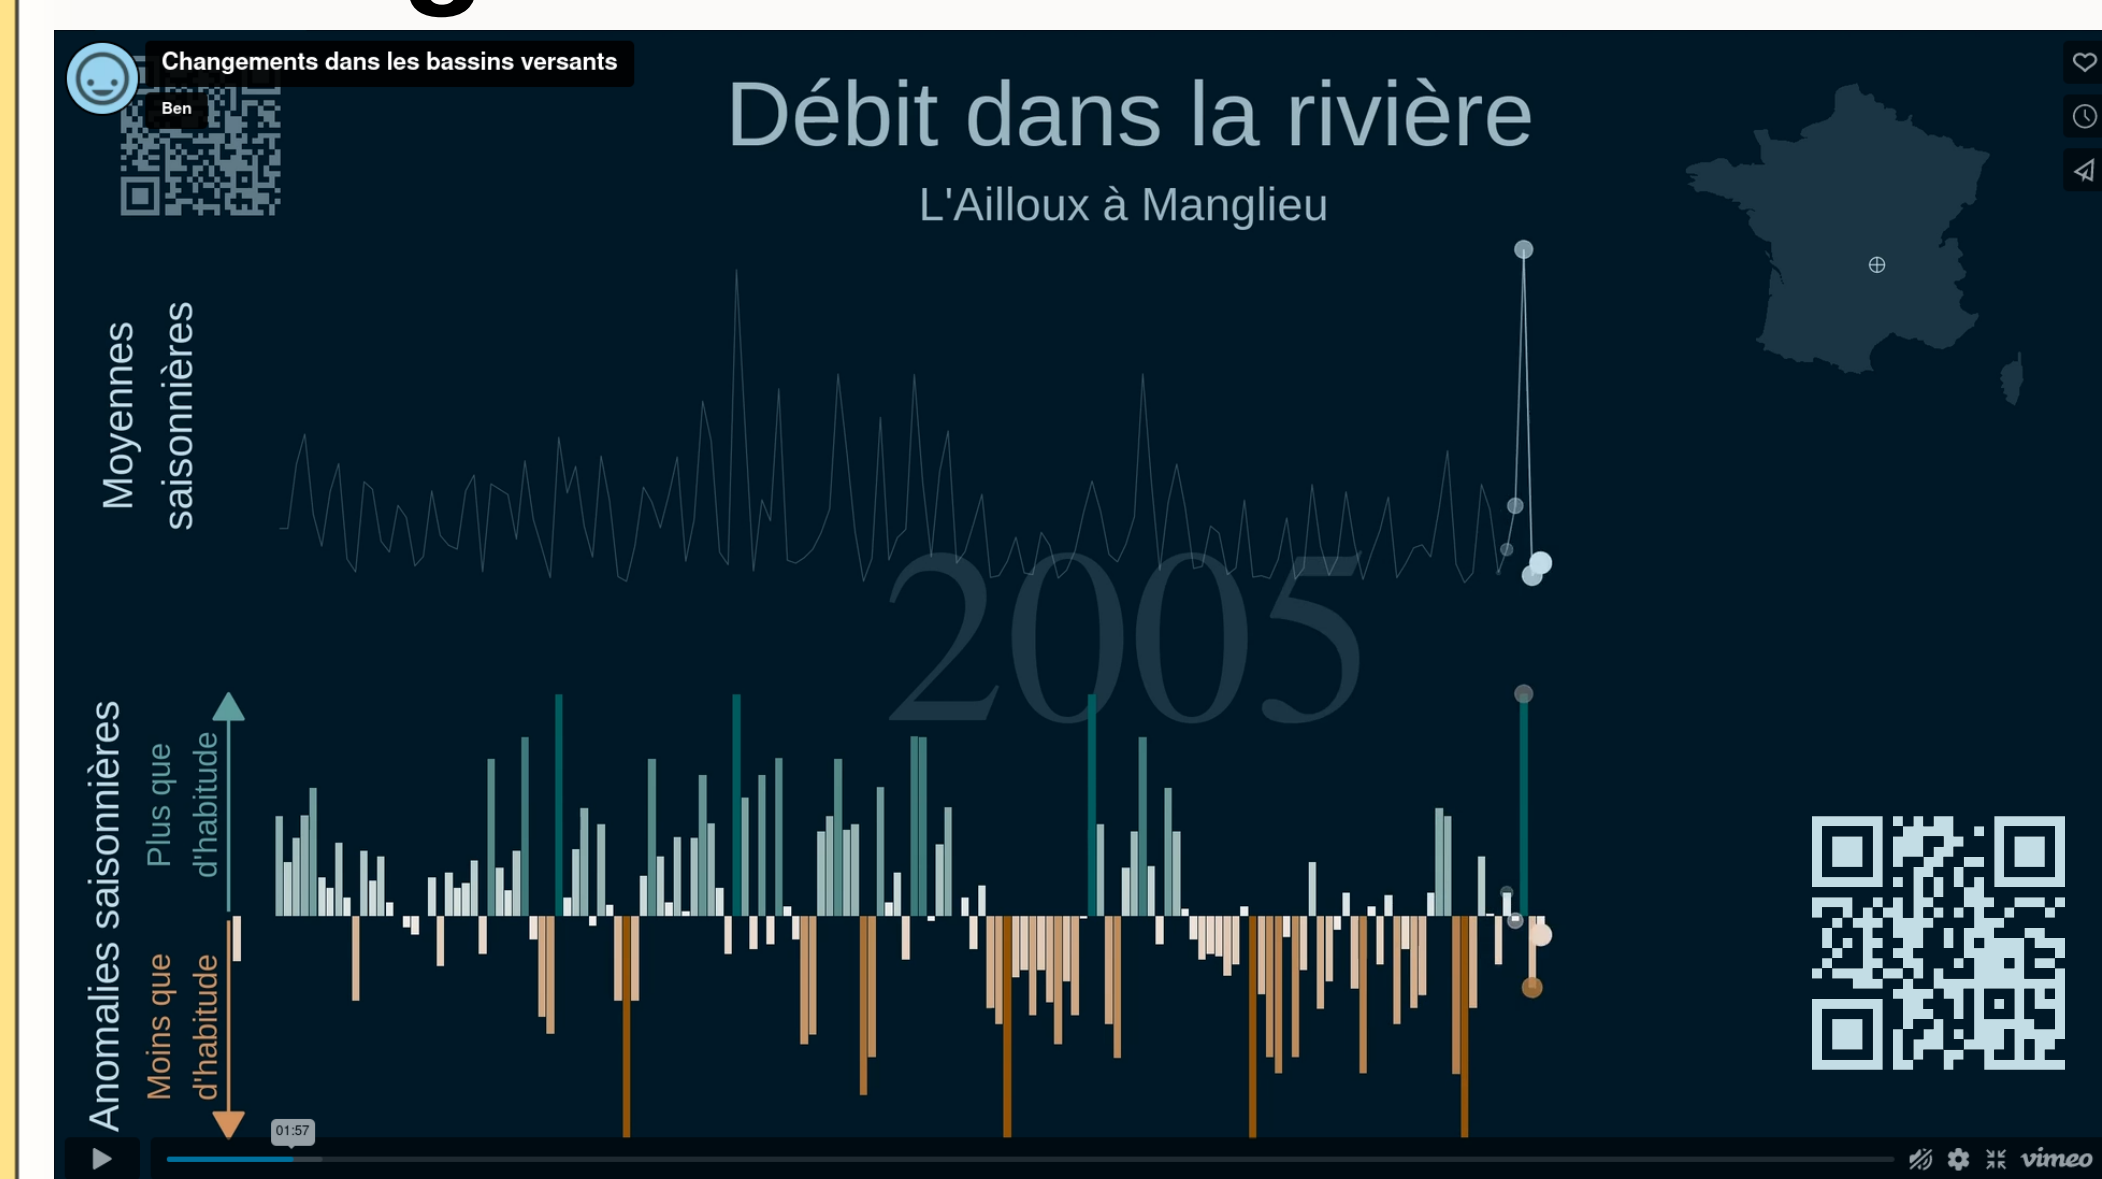 Changements dans les bassins versants
Ben
Débit dans la rivière
L'Ailloux à Manglieu
Moyennes
saisonnières
2005
Anomalies saisonnières
Plus que
d'habitude
Moins que
d'habitude
01:57
vimeo